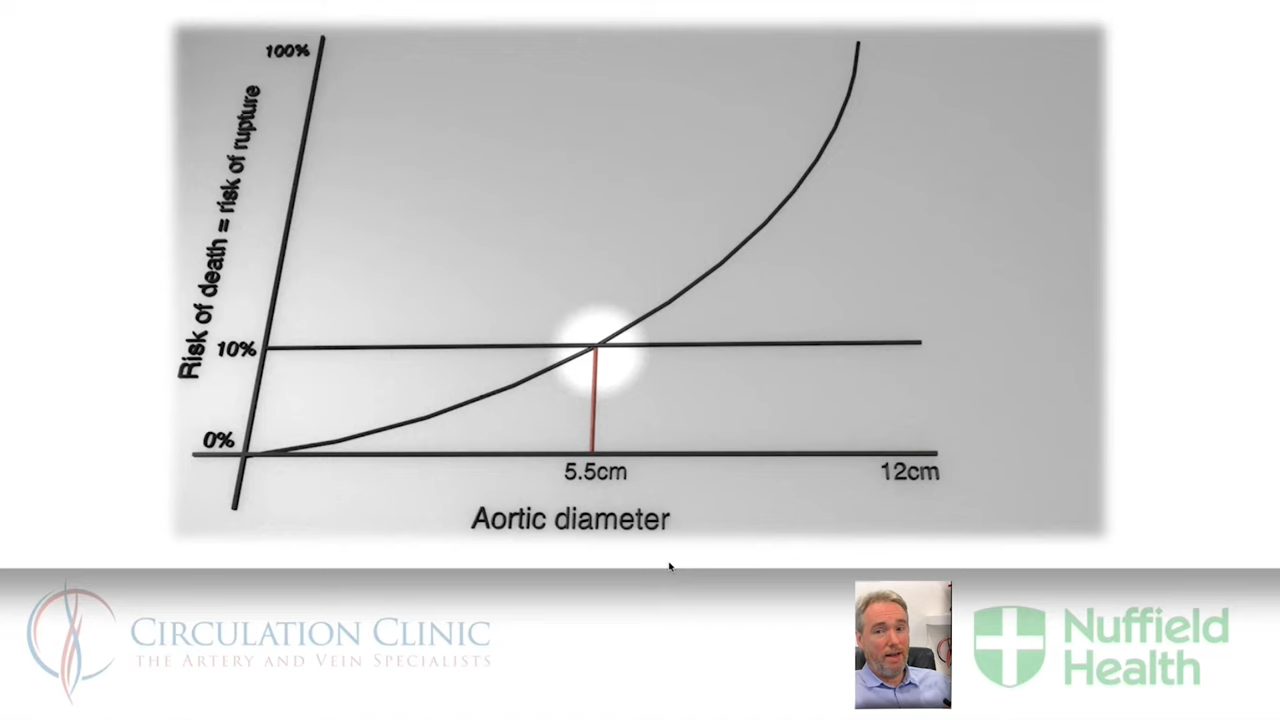 100%
Risk of death = risk of rupture
10%
0%
5.5cm
12cm
Aortic diameter
CIRCULATION CLINIC
THE ARTERY AND VEIN SPECIALISTS
Nuffield
Health